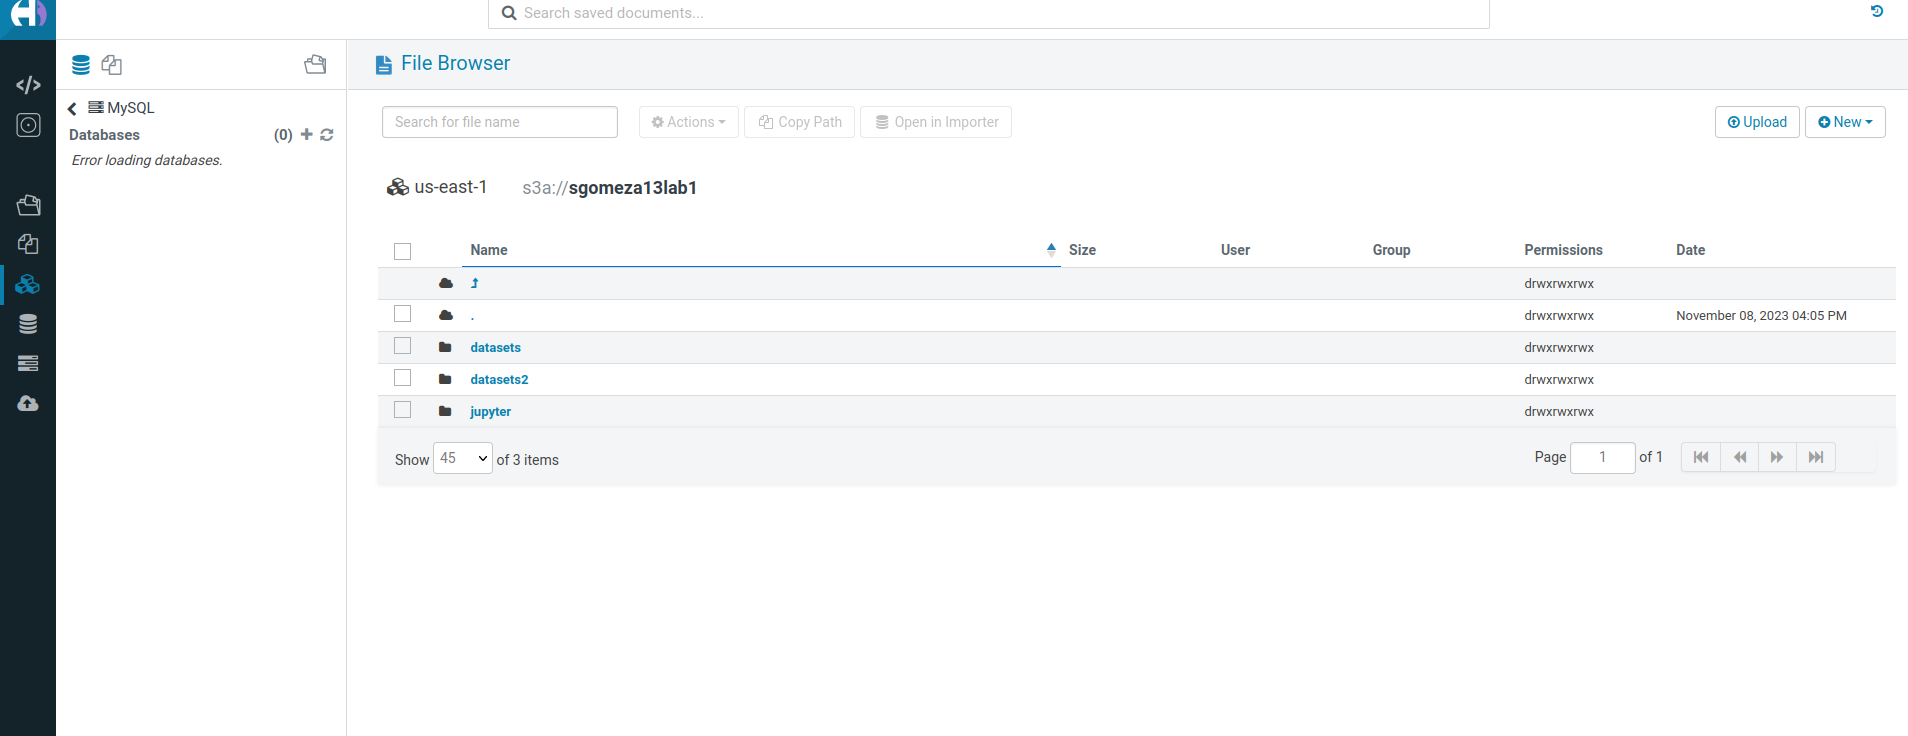 Search saved documents...
File Browser
MySQL
Databases (0)
Error loading databases.
Search for file name Actions Copy Path Open in Importer Upload New
us-east-1 s3a://sgomeza13lab1
Name Size User Group Permissions Date
drwxrwxrwx
. drwxrwxrwx November 08, 2023 04:05 PM
datasets drwxrwxrwx
datasets2 drwxrwxrwx
jupyter drwxrwxrwx
Show 45 of 3 items Page 1 of 1